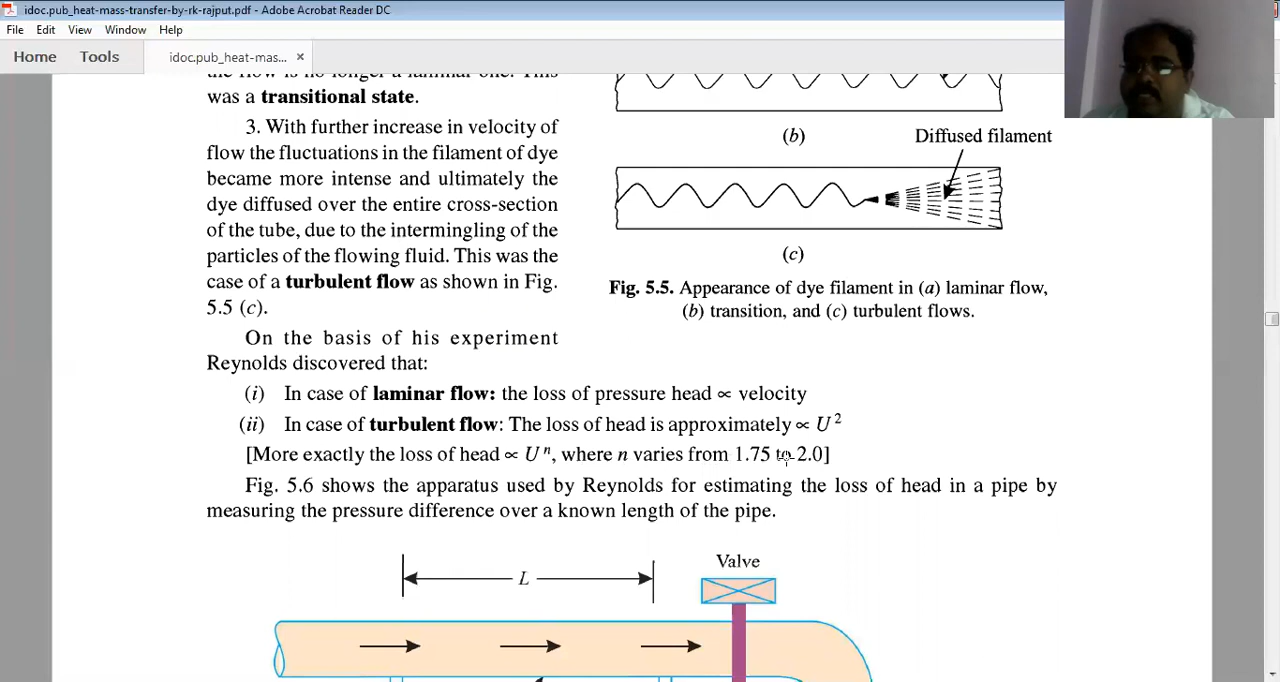 idoc.pub_heat-mass-transfer-by-rk-rajput.pdf - Adobe Acrobat Reader DC
File Edit View Window Help
Home Tools idoc.pub_heat-mas... ×
the flow is no longer a laminar one. This
was a transitional state.
3. With further increase in velocity of
flow the fluctuations in the filament of dye
became more intense and ultimately the
dye diffused over the entire cross-section
of the tube, due to the intermingling of the
particles of the flowing fluid. This was the
case of a turbulent flow as shown in Fig.
5.5 (c).
On the basis of his experiment
Reynolds discovered that:
(b)
Diffused filament
(c)
Fig. 5.5. Appearance of dye filament in (a) laminar flow,
(b) transition, and (c) turbulent flows.
(i) In case of laminar flow: the loss of pressure head ∝ velocity
(ii) In case of turbulent flow: The loss of head is approximately ∝ U²
[More exactly the loss of head ∝ Uⁿ, where n varies from 1.75 to 2.0]
Fig. 5.6 shows the apparatus used by Reynolds for estimating the loss of head in a pipe by
measuring the pressure difference over a known length of the pipe.
Valve
L